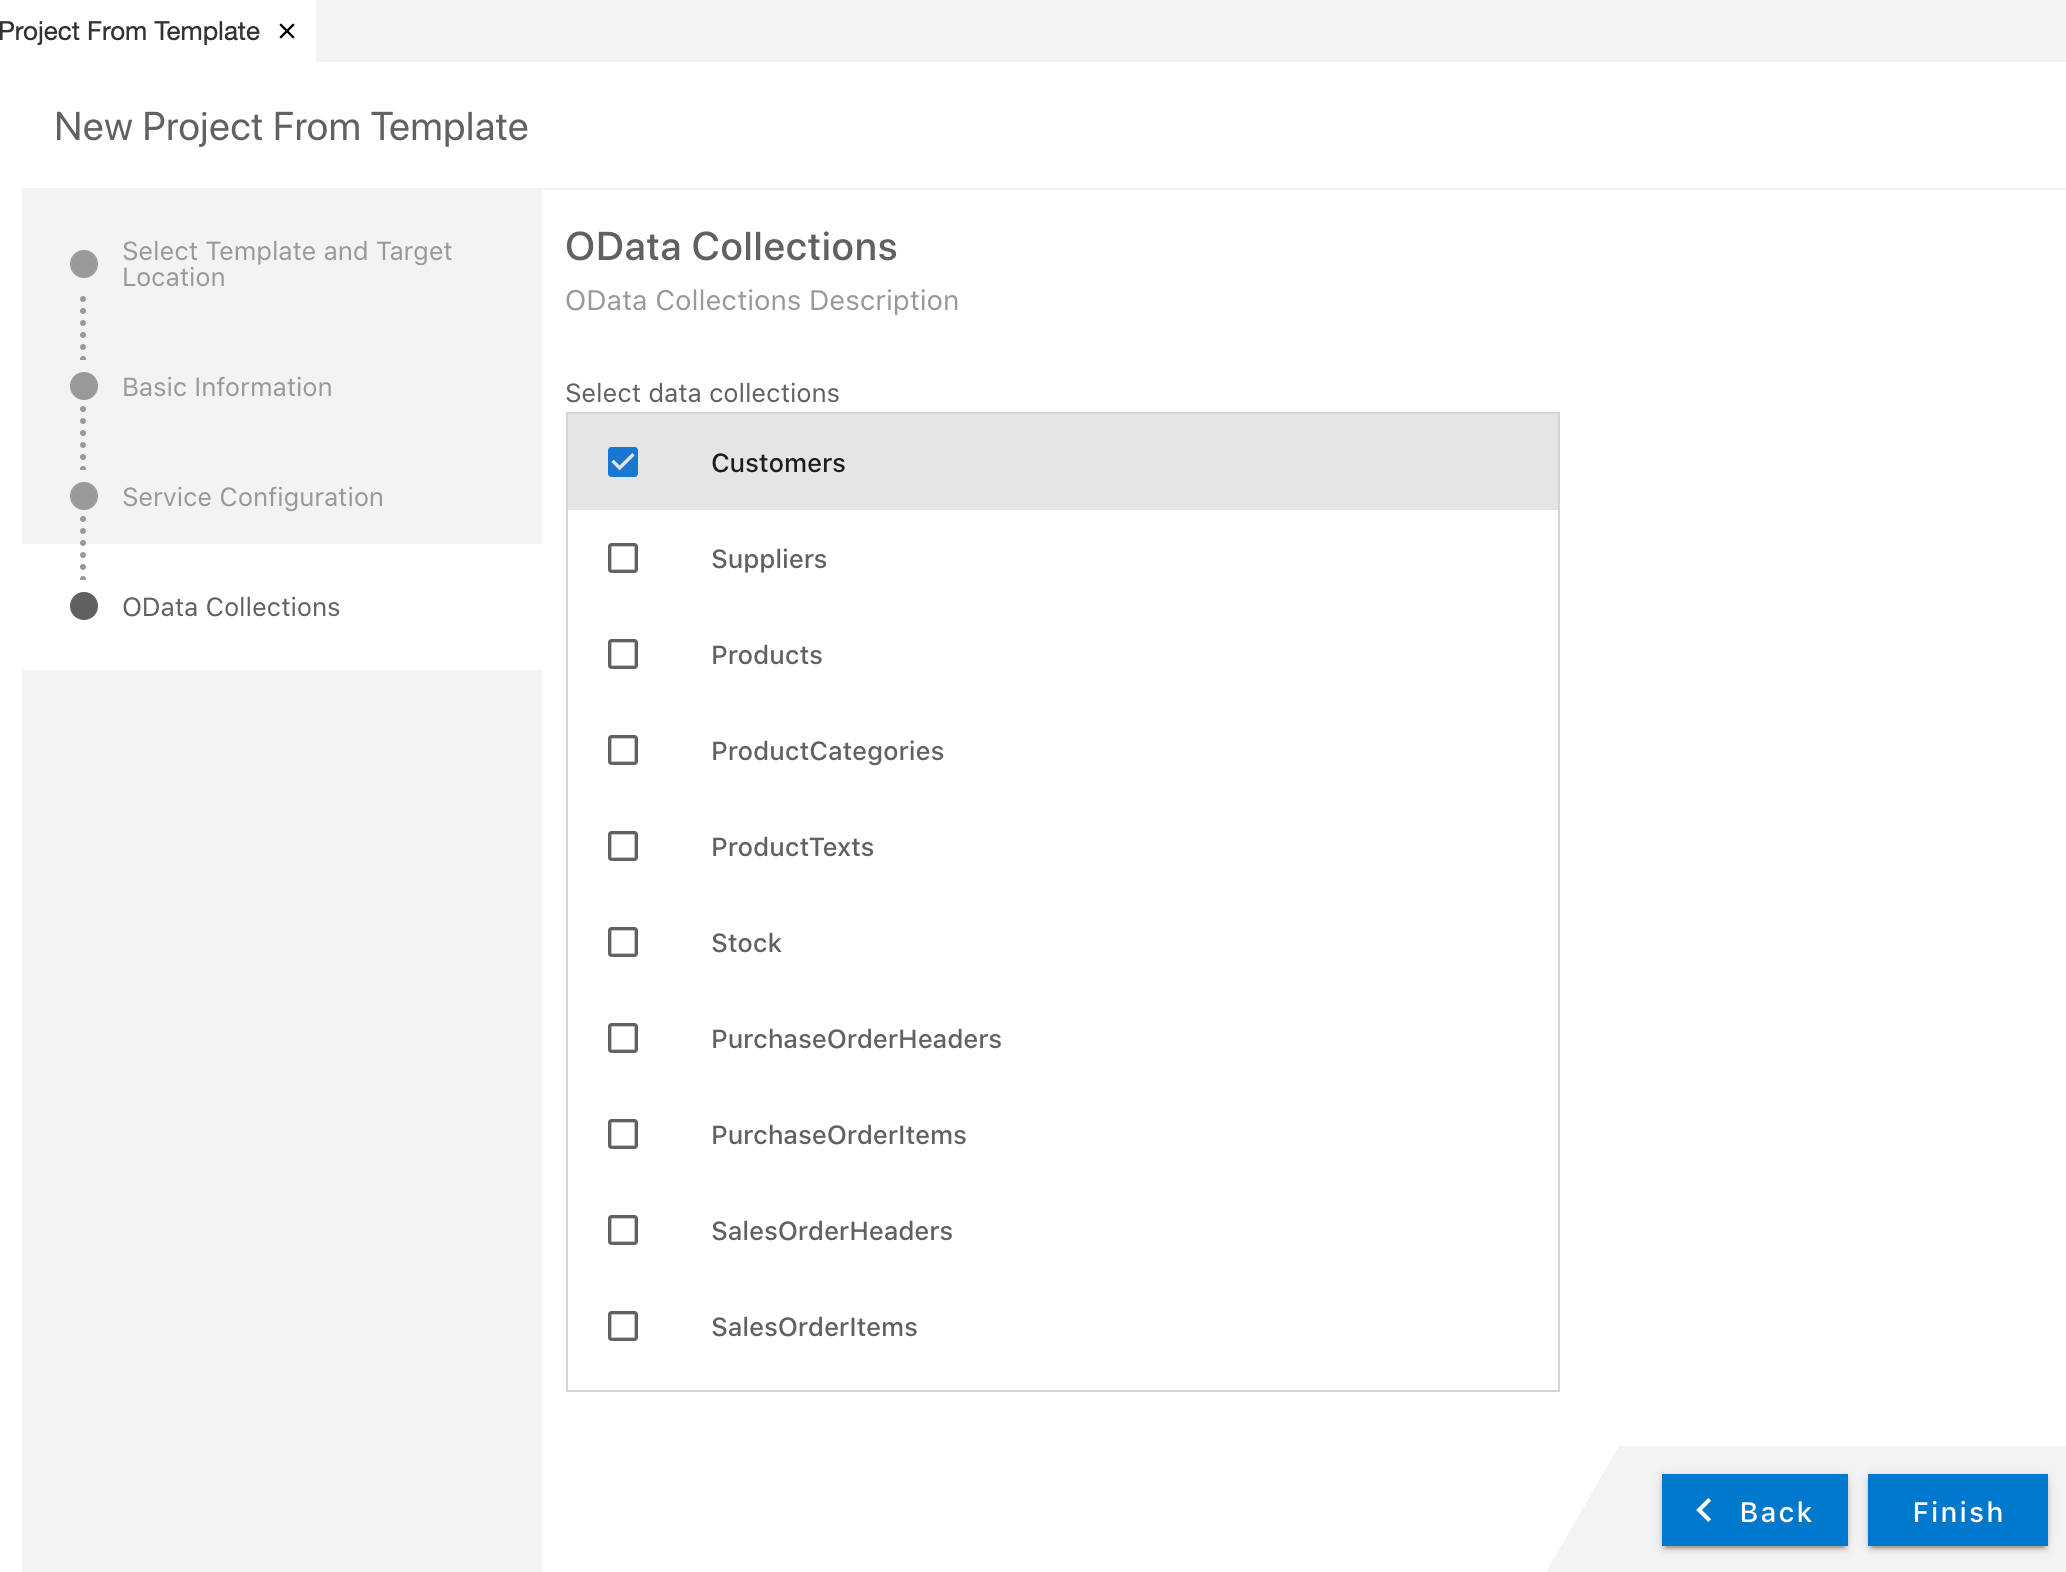 Project From Template
New Project From Template
Select Template and Target
Location
Basic Information
Service Configuration
OData Collections
OData Collections
OData Collections Description
Select data collections
Customers
Suppliers
Products
ProductCategories
ProductTexts
Stock
PurchaseOrderHeaders
PurchaseOrderItems
SalesOrderHeaders
SalesOrderItems
Back
Finish